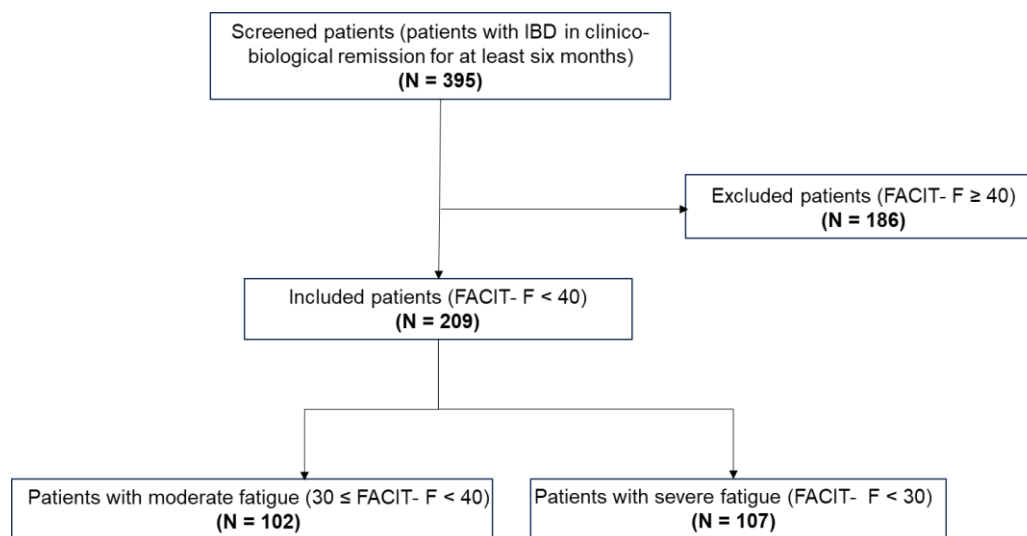 Screened patients (patients with IBD in clinico-
biological remission for at least six months)
(N = 395)
Excluded patients (FACIT- F ≥ 40)
(N = 186)
Included patients (FACIT- F < 40)
(N = 209)
Patients with moderate fatigue (30 ≤ FACIT- F < 40)
(N = 102)
Patients with severe fatigue (FACIT- F < 30)
(N = 107)